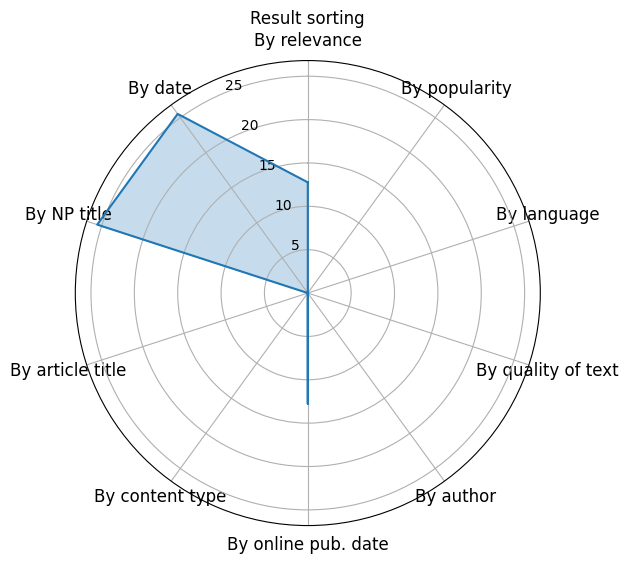 Result sorting
By relevance
By date
25
By popularity
20
15
10
By NP title
By language
5
By article title
By quality of text
By content type
By author
By online pub. date